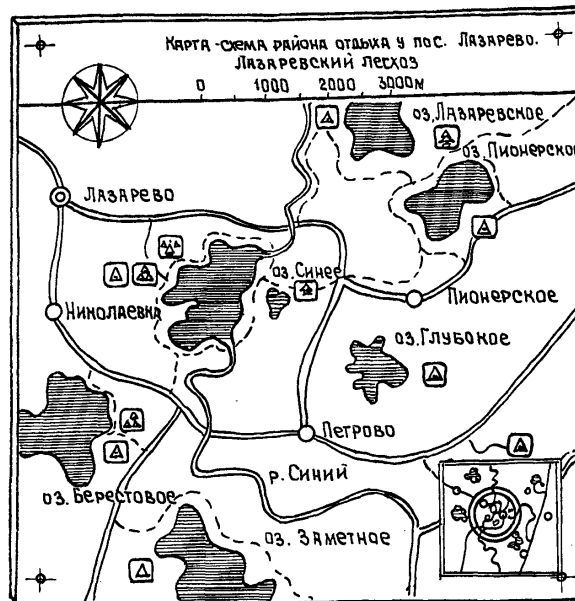 Карта-схема района отдыха у пос. Лазарево.
Лазаревский лесхоз
0 1000 2000 3000м
оз. Лазаревское
оз. Пионерское
Лазарево
оз. Синее
Николаевка
Пионерское
оз. Глубокое
Петрово
р. Синий
оз. Берестовое
оз. Заметное